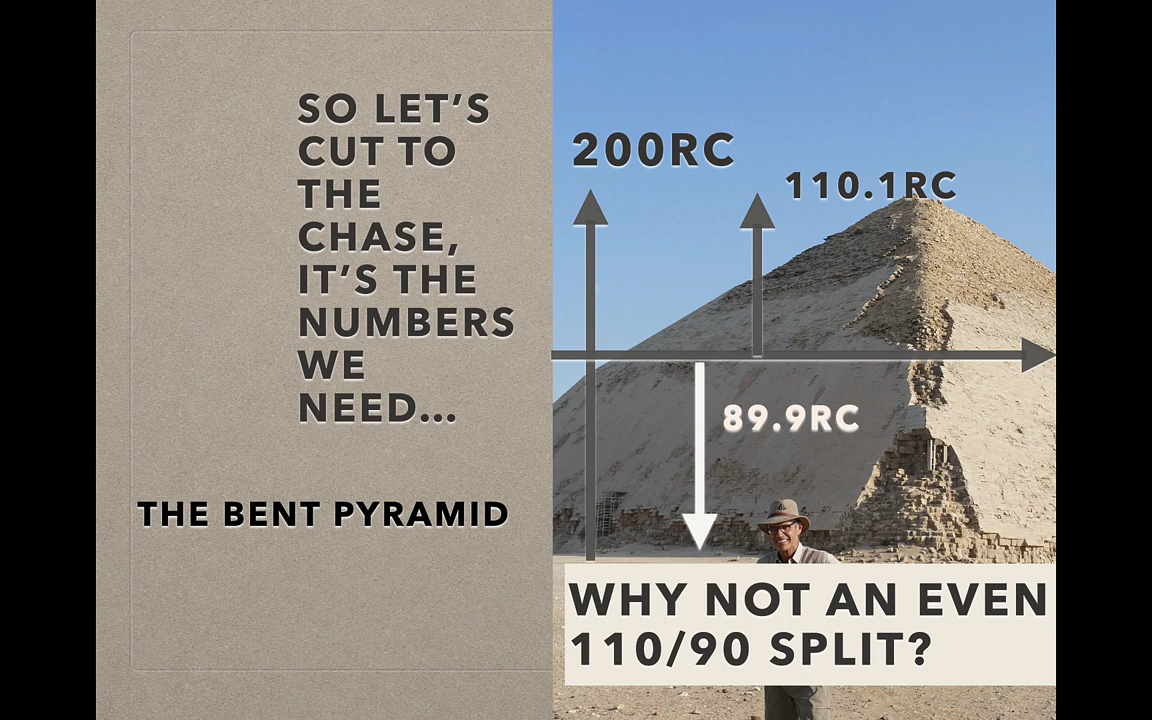 SO LET'S
CUT TO
THE
CHASE,
IT'S THE
NUMBERS
WE
NEED...
THE BENT PYRAMID
200RC
110.1RC
89.9RC
WHY NOT AN EVEN
110/90 SPLIT?